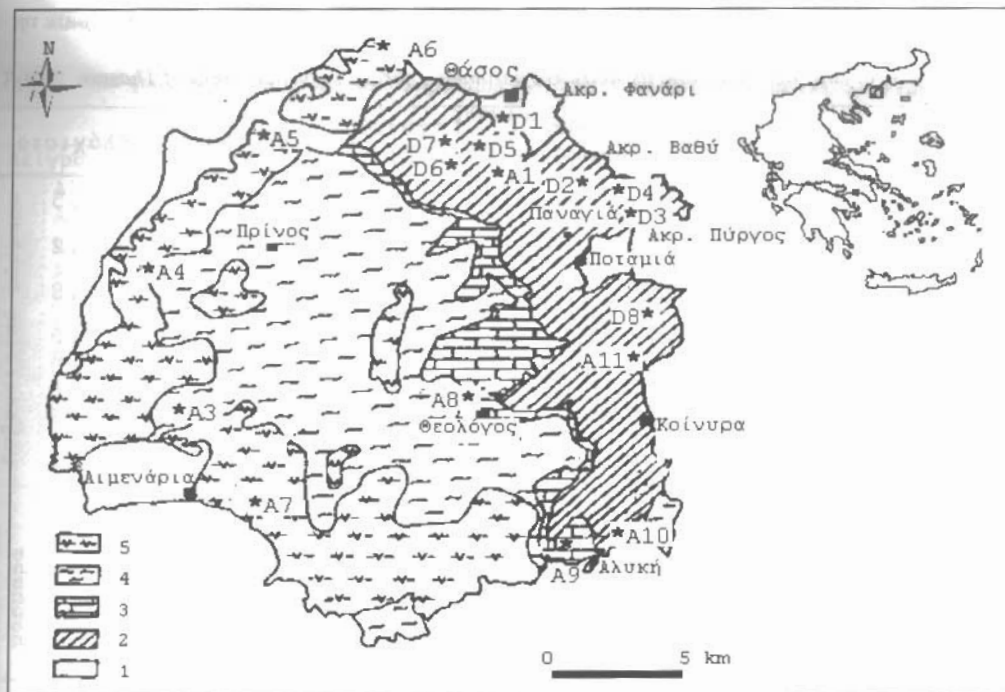 N
A6
Θάσος
Ακρ. Φανάρι
D1
A5
D7
D5
Ακρ. Βαθύ
D6
A1
D2
D4
Παναγιά
D3
Πρίνος
Ακρ. Πύργος
Ποταμιά
A4
D8
A11
A8
A3
Θεολόγος
Κοίνυρα
Λιμενάρια
A7
A10
Αλυκή
A9
5
4
3
2
1
0 5 km